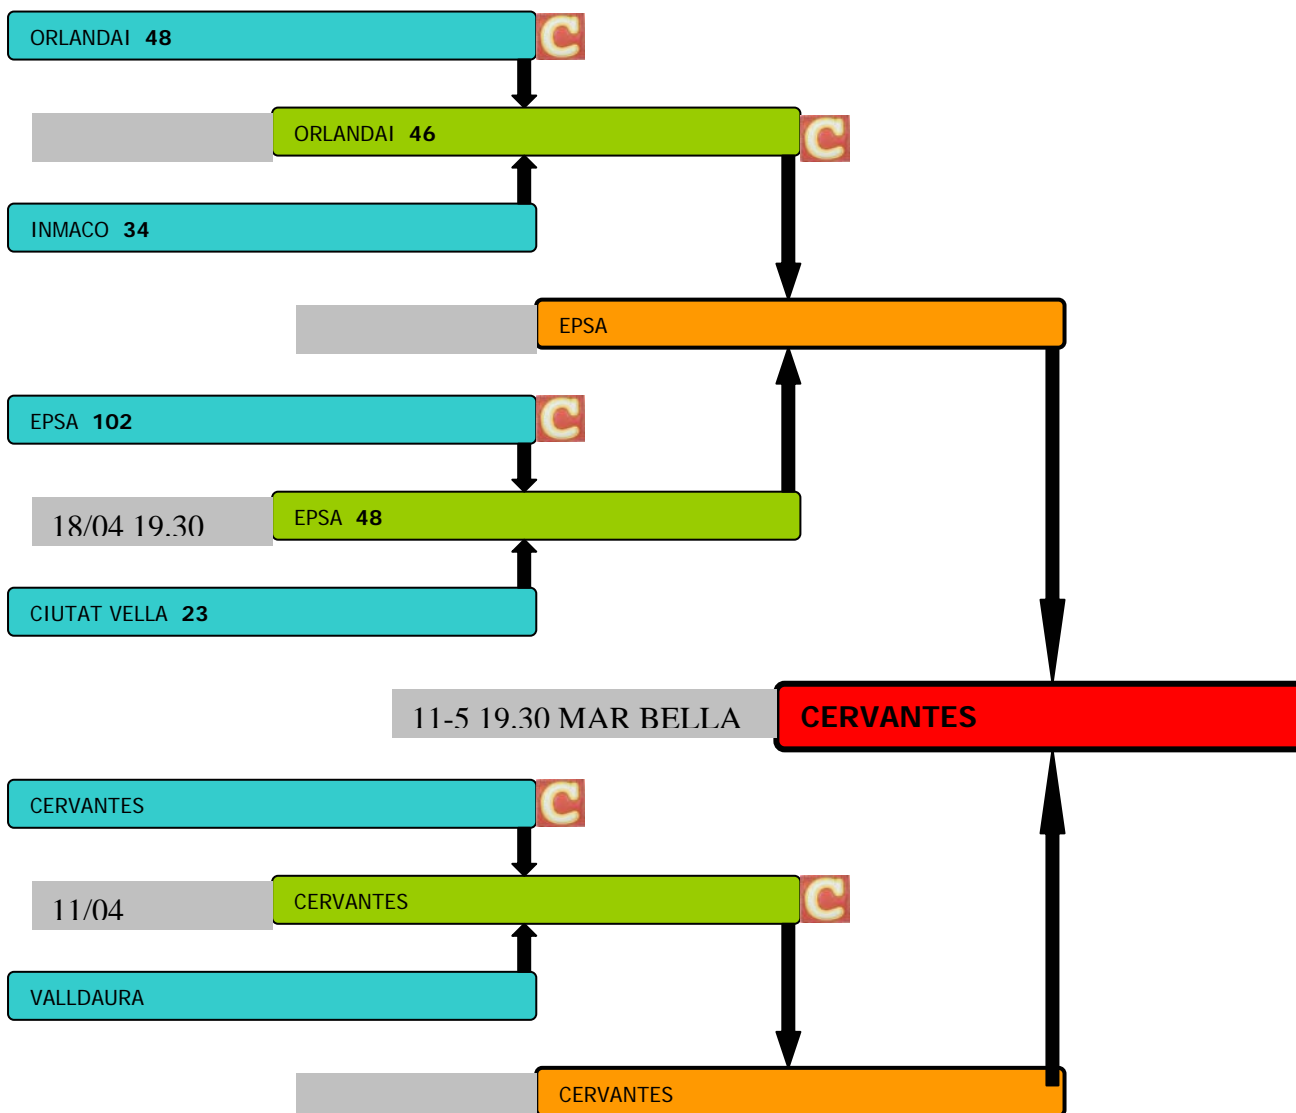 ORLANDAI 48
C
ORLANDAI 46
C
INMACO 34
EPSA
EPSA 102
C
18/04 19.30
EPSA 48
CIUTAT VELLA 23
11-5 19.30 MAR BELLA
CERVANTES
CERVANTES
C
11/04
CERVANTES
C
VALLDAURA
CERVANTES